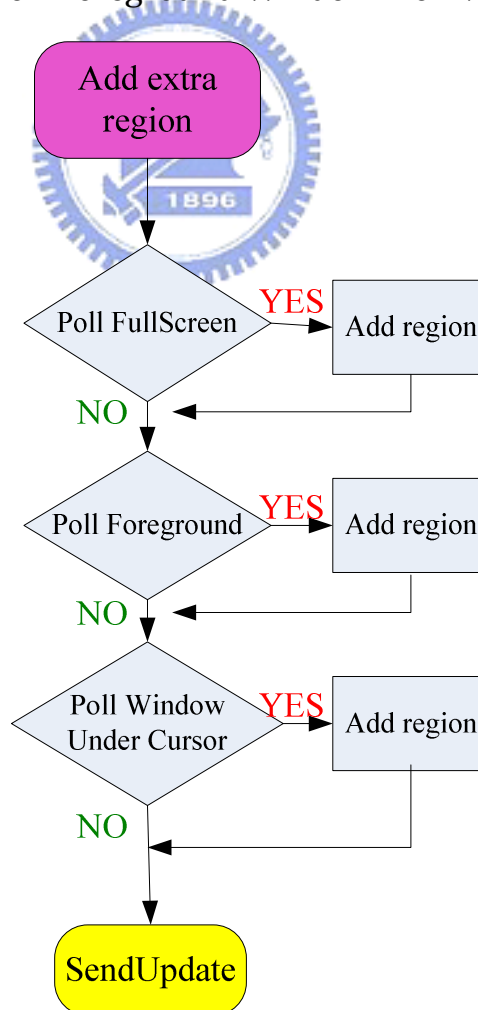 Add extra
region
1896
Poll FullScreen
YES
Add region
NO
Poll Foreground
YES
Add region
NO
Poll Window
Under Cursor
YES
Add region
NO
SendUpdate